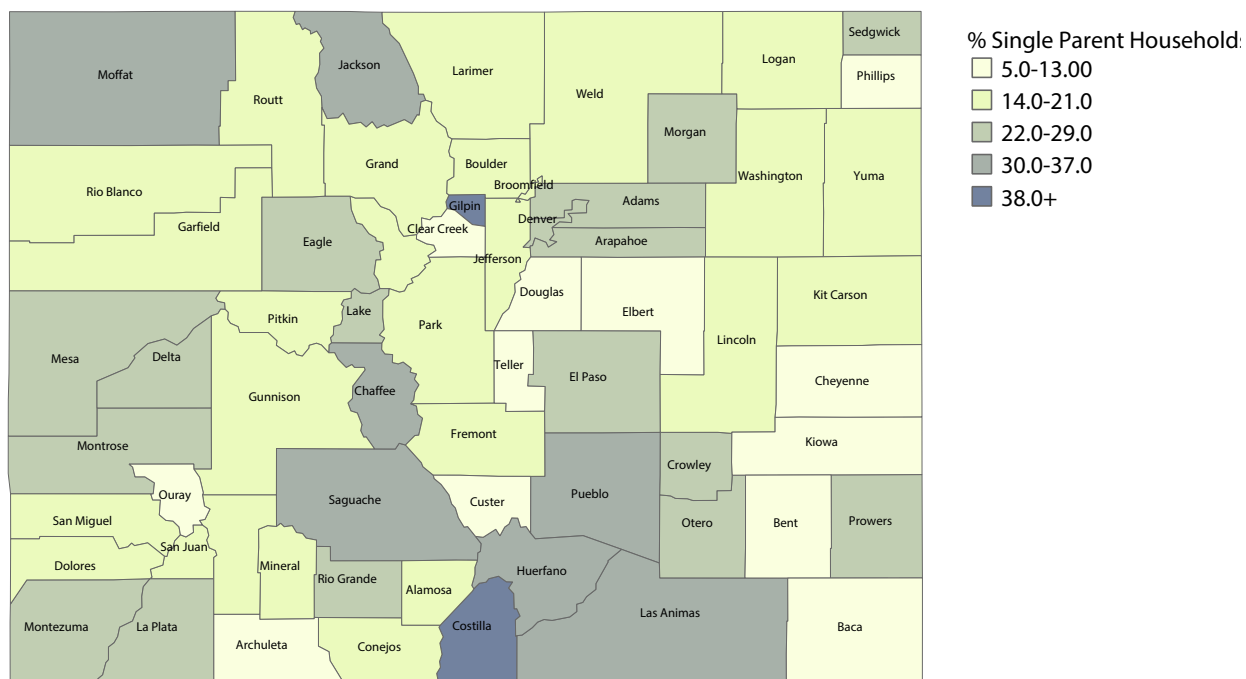 % Single Parent Households
5.0-13.00
14.0-21.0
22.0-29.0
30.0-37.0
38.0+
Moffat
Routt
Jackson
Larimer
Weld
Logan
Sedgwick
Phillips
Morgan
Washington
Yuma
Rio Blanco
Grand
Boulder
Broomfield
Gilpin
Adams
Denver
Arapahoe
Garfield
Eagle
Clear Creek
Jefferson
Douglas
Elbert
Kit Carson
Lincoln
Pitkin
Lake
Park
Mesa
Delta
Gunnison
Chaffee
Teller
El Paso
Cheyenne
Kiowa
Montrose
Fremont
Crowley
Ouray
Saguache
Custer
Pueblo
Otero
Bent
Prowers
San Miguel
San Juan
Dolores
Mineral
Rio Grande
Alamosa
Huerfano
Las Animas
Montezuma
La Plata
Archuleta
Conejos
Costilla
Baca